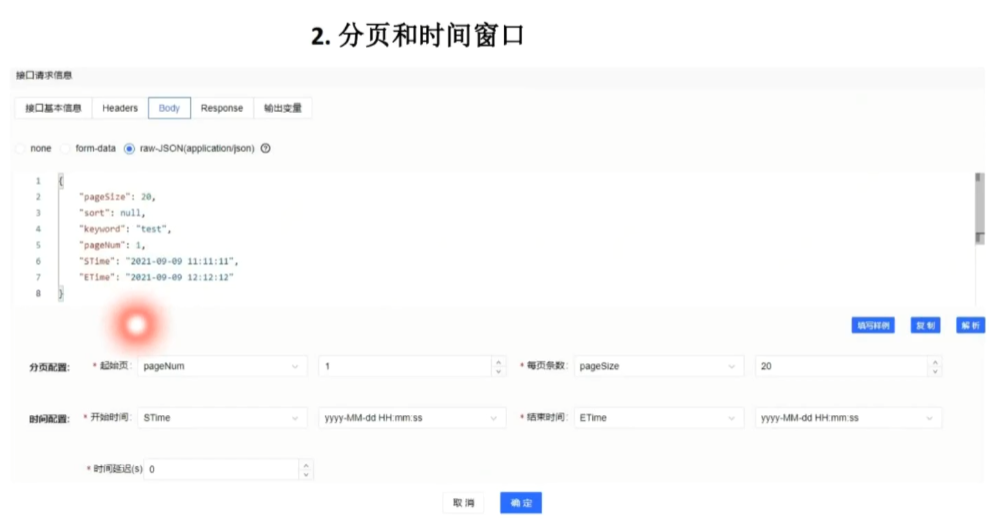 2. 分页和时间窗口
接口请求信息
接口基本信息 Headers Body Response 输出变量
none form-data raw-JSON(application/json)
1 {
2 "pageSize": 20,
3 "sort": null,
4 "keyword": "test",
5 "pageNum": 1,
6 "STime": "2021-09-09 11:11:11",
7 "ETime": "2021-09-09 12:12:12"
8 }
填写样例 复制 解析
分页配置: * 起始页: pageNum 1 * 每页条数: pageSize 20
时间配置: * 开始时间: STime yyyy-MM-dd HH:mm:ss * 结束时间: ETime yyyy-MM-dd HH:mm:ss
* 时间延迟(s) 0
取消 确定